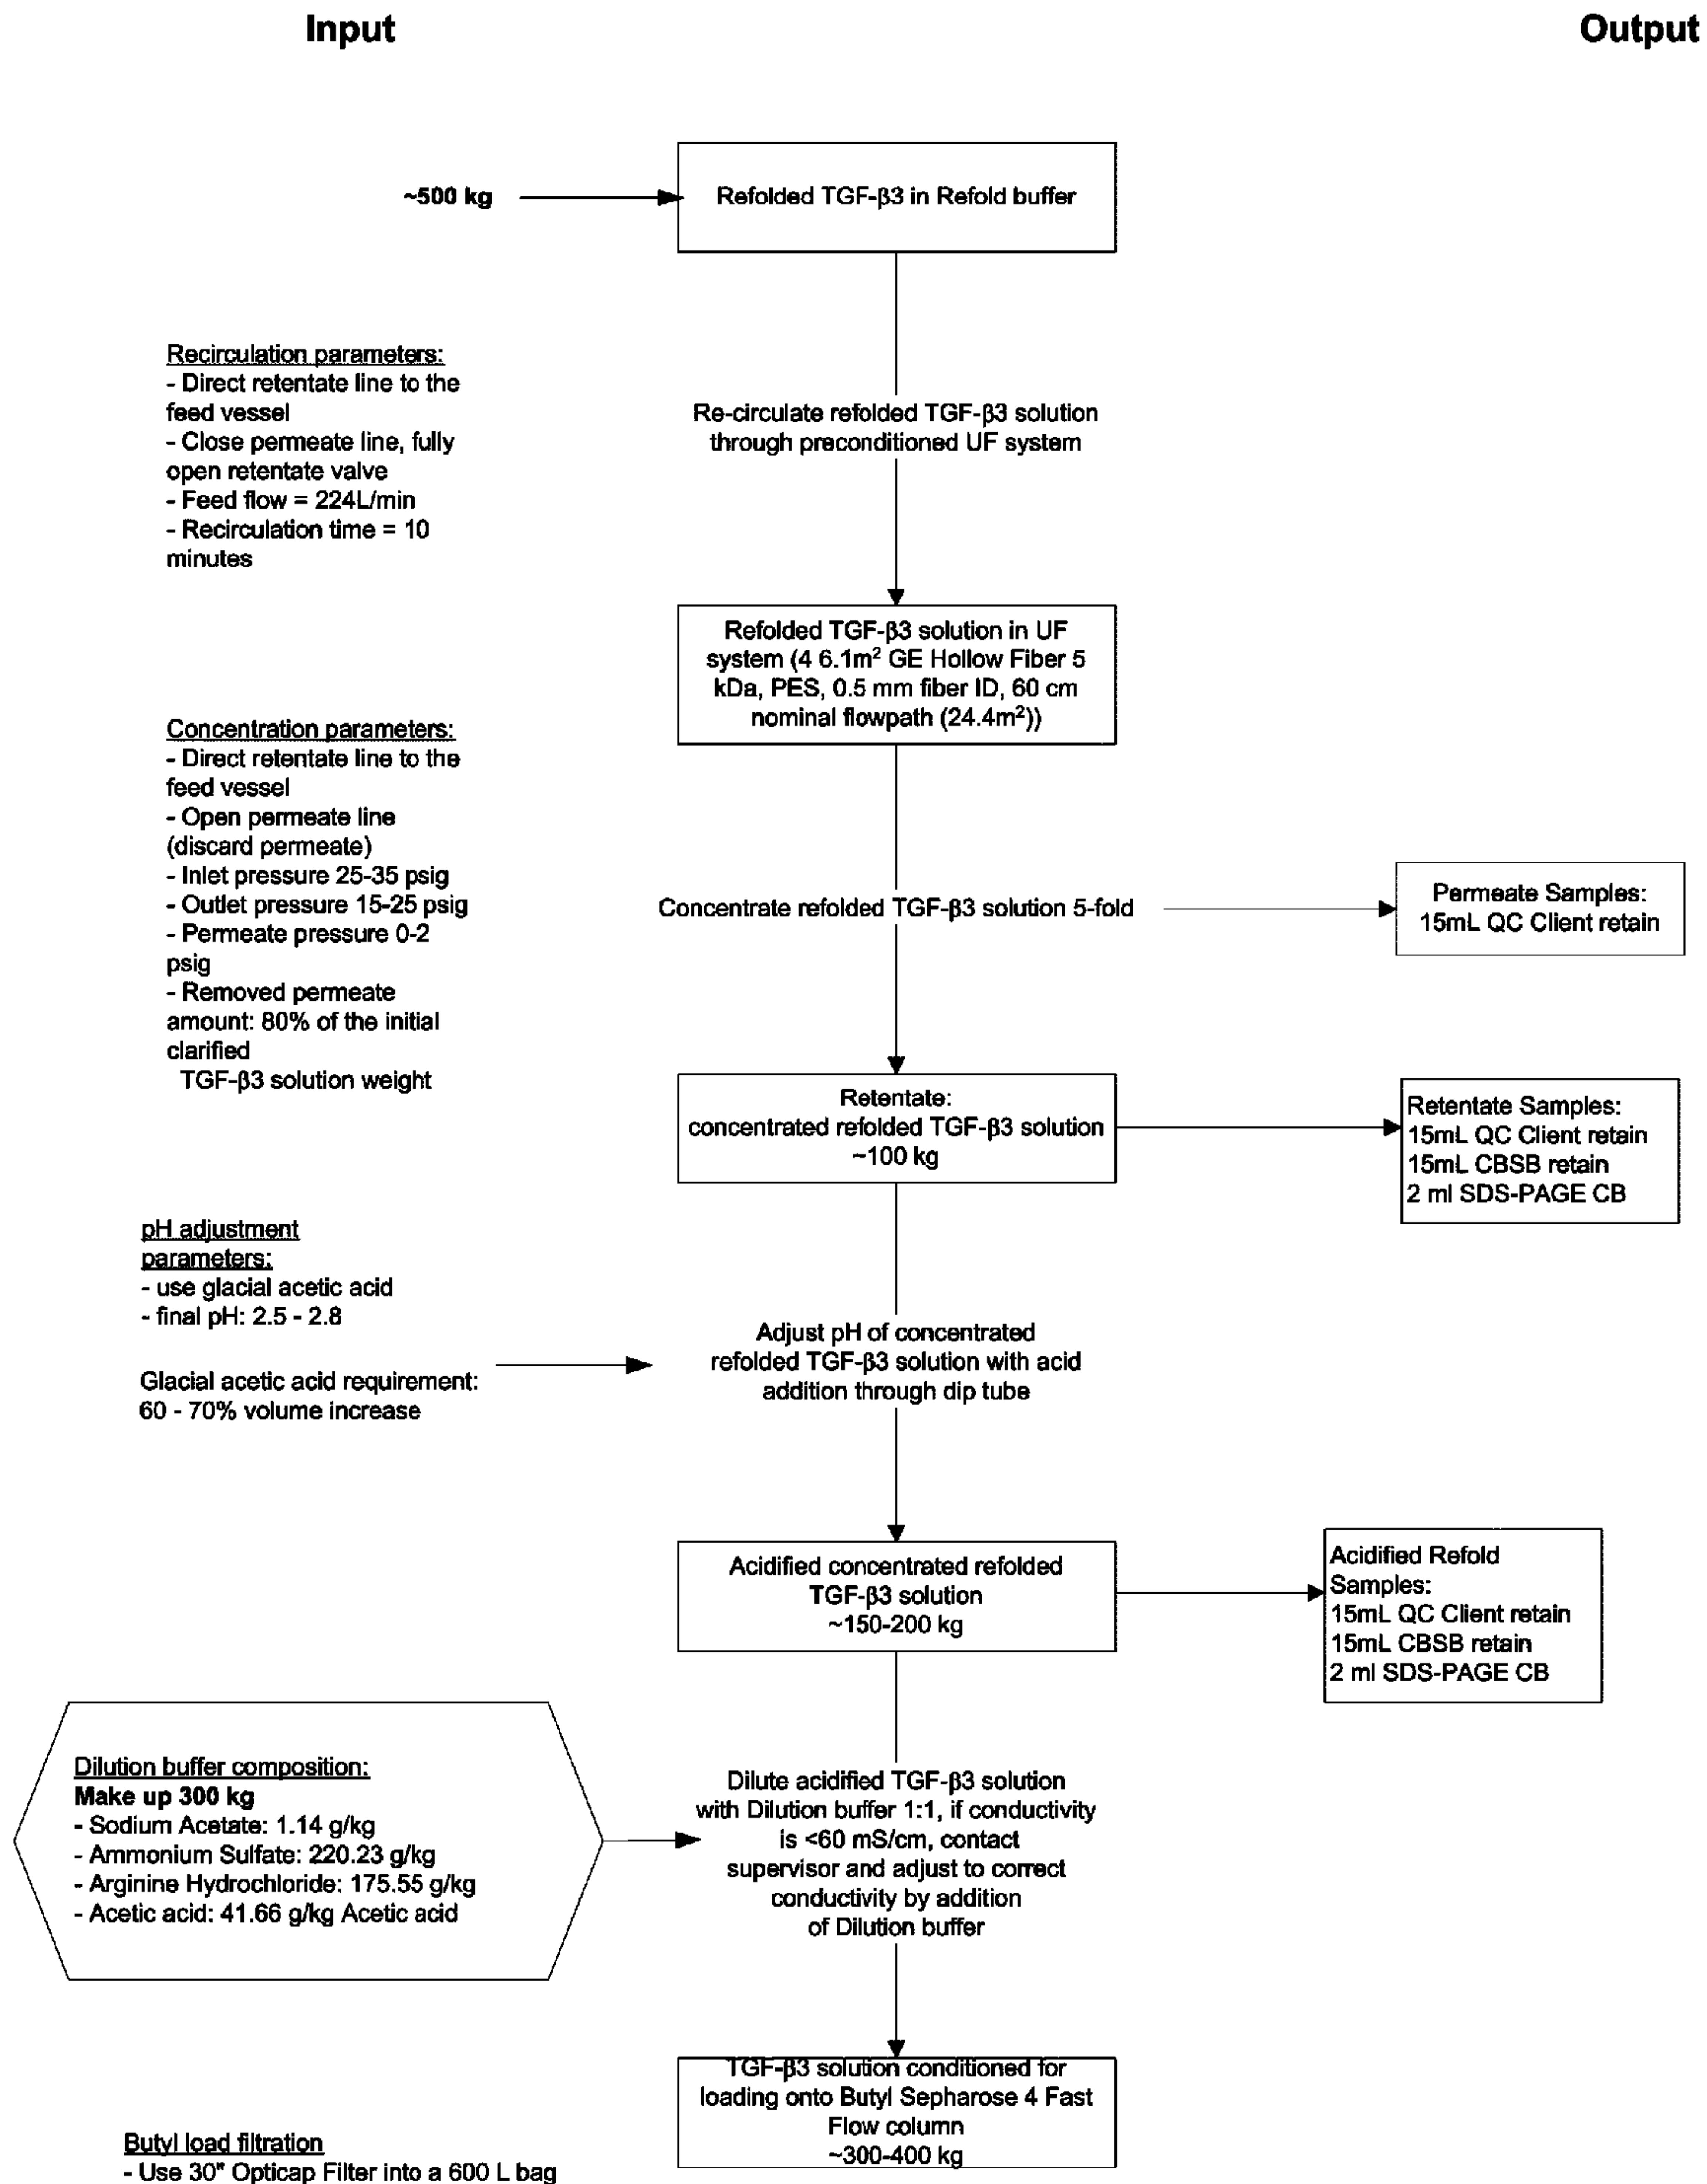 Input
Output
~500 kg
Refolded TGF-β3 in Refold buffer
Recirculation parameters:
- Direct retentate line to the
feed vessel
- Close permeate line, fully
open retentate valve
- Feed flow = 224L/min
- Recirculation time = 10
minutes
Re-circulate refolded TGF-β3 solution
through preconditioned UF system
Refolded TGF-β3 solution in UF
system (4 6.1m² GE Hollow Fiber 5
kDa, PES, 0.5 mm fiber ID, 60 cm
nominal flowpath (24.4m²))
Concentration parameters:
- Direct retentate line to the
feed vessel
- Open permeate line
(discard permeate)
- Inlet pressure 25-35 psig
- Outlet pressure 15-25 psig
- Permeate pressure 0-2
psig
- Removed permeate
amount: 80% of the initial
clarified
TGF-β3 solution weight
Concentrate refolded TGF-β3 solution 5-fold
Permeate Samples:
15mL QC Client retain
Retentate:
concentrated refolded TGF-β3 solution
~100 kg
Retentate Samples:
15mL QC Client retain
15mL CBSB retain
2 ml SDS-PAGE CB
pH adjustment
parameters:
- use glacial acetic acid
- final pH: 2.5 - 2.8
Glacial acetic acid requirement:
60 - 70% volume increase
Adjust pH of concentrated
refolded TGF-β3 solution with acid
addition through dip tube
Acidified concentrated refolded
TGF-β3 solution
~150-200 kg
Acidified Refold
Samples:
15mL QC Client retain
15mL CBSB retain
2 ml SDS-PAGE CB
Dilution buffer composition:
Make up 300 kg
- Sodium Acetate: 1.14 g/kg
- Ammonium Sulfate: 220.23 g/kg
- Arginine Hydrochloride: 175.55 g/kg
- Acetic acid: 41.66 g/kg Acetic acid
Dilute acidified TGF-β3 solution
with Dilution buffer 1:1, if conductivity
is <60 mS/cm, contact
supervisor and adjust to correct
conductivity by addition
of Dilution buffer
TGF-β3 solution conditioned for
loading onto Butyl Sepharose 4 Fast
Flow column
~300-400 kg
Butyl load filtration
- Use 30" Opticap Filter into a 600 L bag